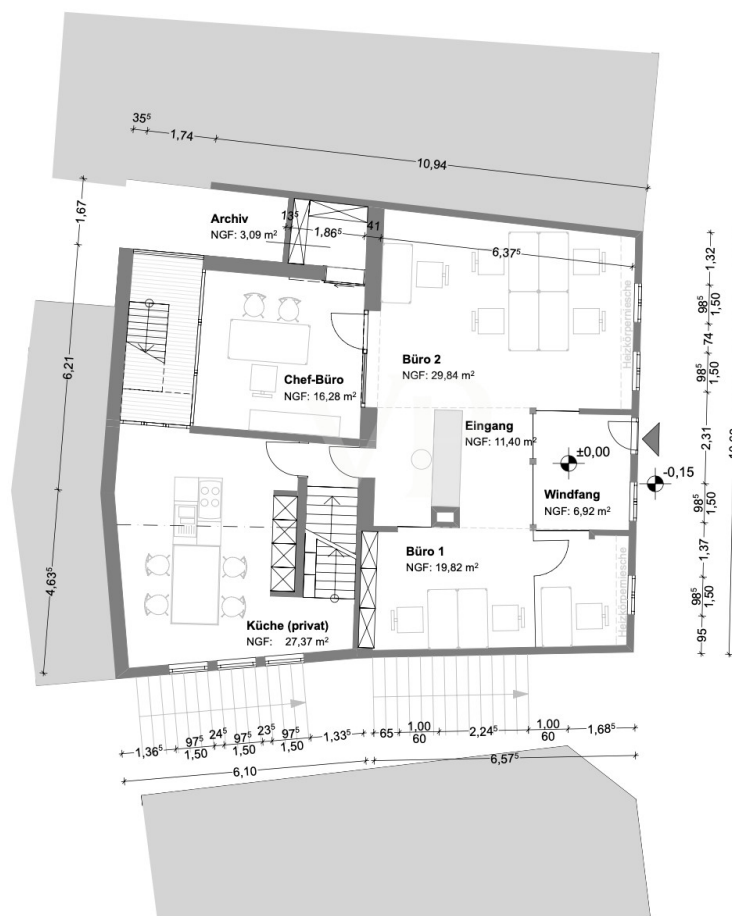 35⁵
1,74
10,94
1,67
Archiv
NGF: 3,09 m²
13⁵
1,86⁵
41
6,37⁵
1,32
98⁵
1,50
74
98⁵
1,50
2,31
98⁵
1,50
1,37
98⁵
1,50
95
Heizkörperniesche
6,21
Chef-Büro
NGF: 16,28 m²
Büro 2
NGF: 29,84 m²
Eingang
NGF: 11,40 m²
±0,00
-0,15
Windfang
NGF: 6,92 m²
4,63⁵
Büro 1
NGF: 19,82 m²
Heizkörperniesche
Küche (privat)
NGF: 27,37 m²
1,36⁵
97⁵
1,50
24⁵
97⁵
1,50
23⁵
97⁵
1,50
1,33⁵
65
1,00
60
2,24⁵
1,00
60
1,68⁵
6,10
6,57⁵